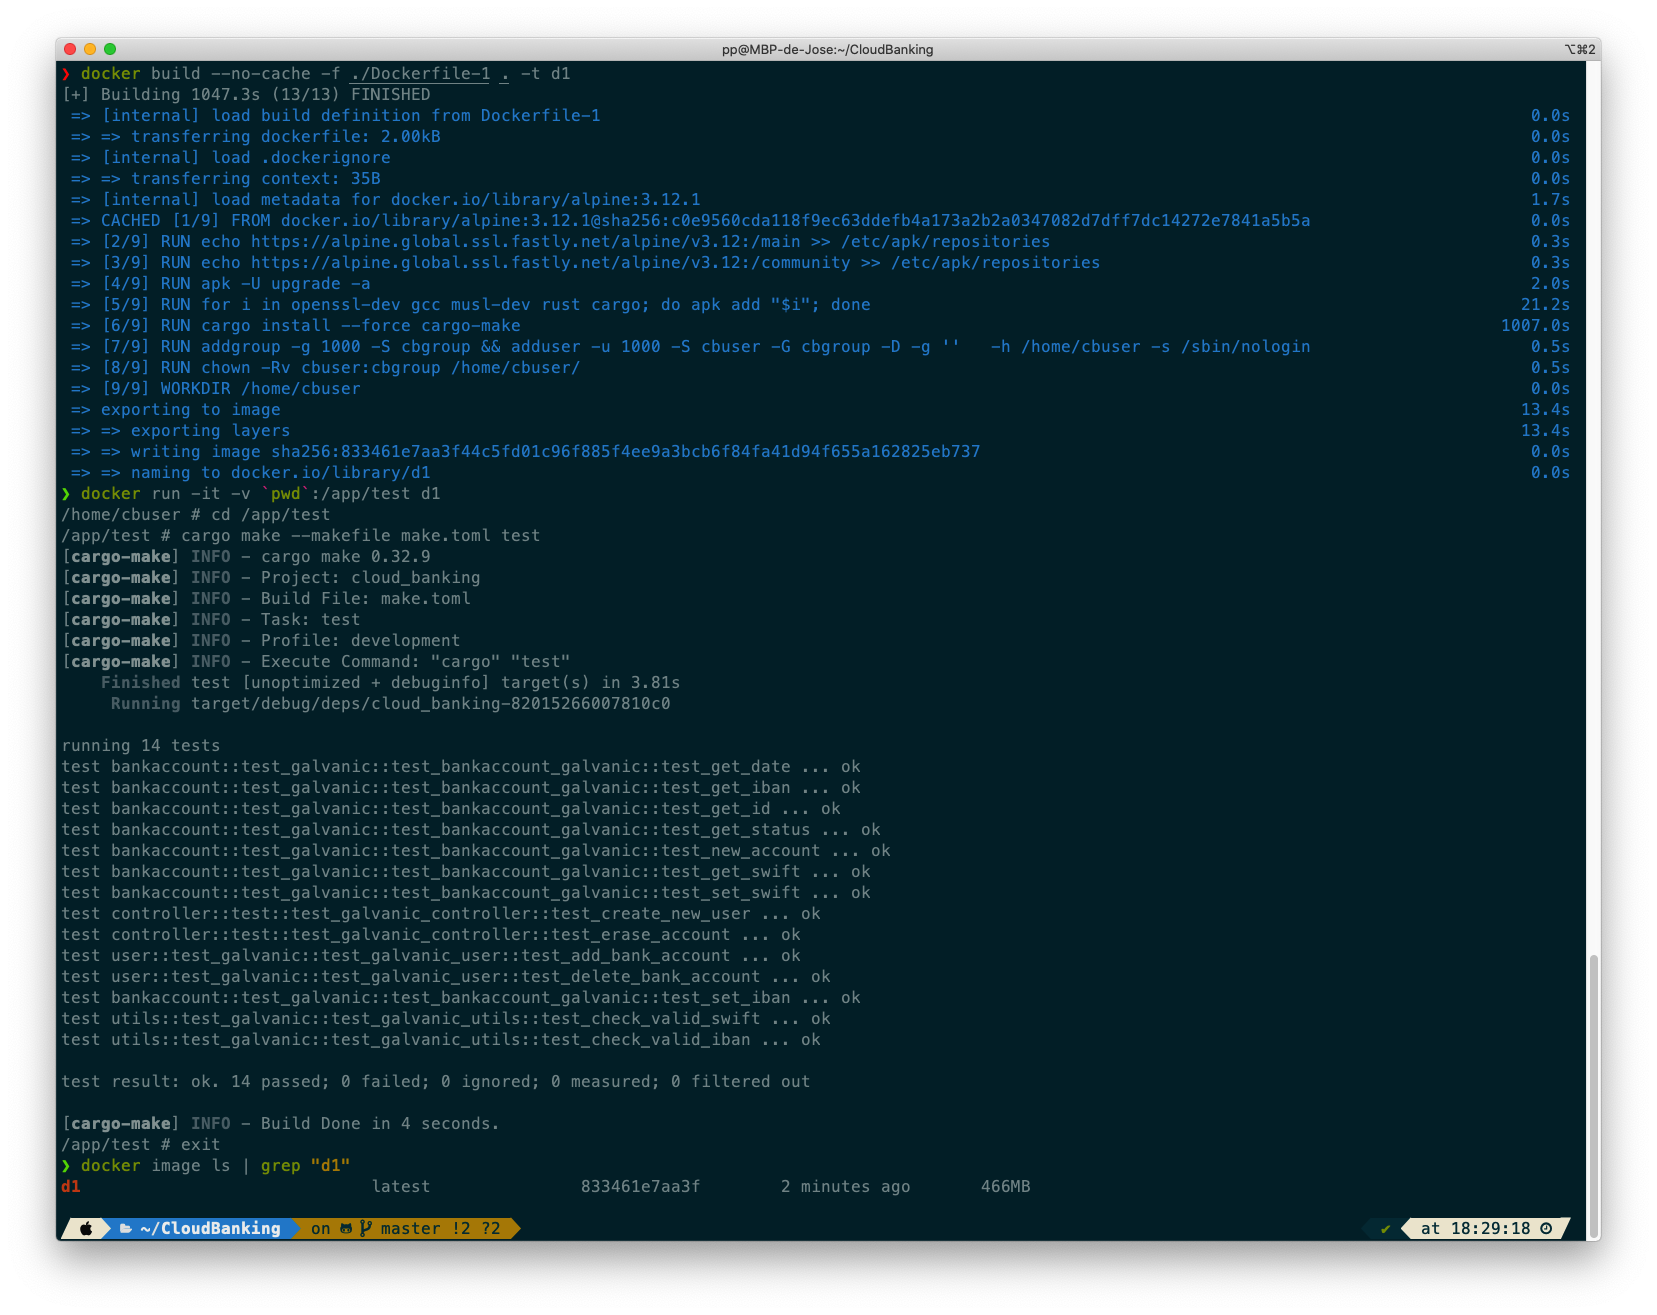 pp@MBP-de-Jose:~/CloudBanking ⌥⌘2
❯ docker build --no-cache -f ./Dockerfile-1 . -t d1
[+] Building 1047.3s (13/13) FINISHED
=> [internal] load build definition from Dockerfile-1 0.0s
=> => transferring dockerfile: 2.00kB 0.0s
=> [internal] load .dockerignore 0.0s
=> => transferring context: 35B 0.0s
=> [internal] load metadata for docker.io/library/alpine:3.12.1 1.7s
=> CACHED [1/9] FROM docker.io/library/alpine:3.12.1@sha256:c0e9560cda118f9ec63ddefb4a173a2b2a0347082d7dff7dc14272e7841a5b5a 0.0s
=> [2/9] RUN echo https://alpine.global.ssl.fastly.net/alpine/v3.12:/main >> /etc/apk/repositories 0.3s
=> [3/9] RUN echo https://alpine.global.ssl.fastly.net/alpine/v3.12:/community >> /etc/apk/repositories 0.3s
=> [4/9] RUN apk -U upgrade -a 2.0s
=> [5/9] RUN for i in openssl-dev gcc musl-dev rust cargo; do apk add "$i"; done 21.2s
=> [6/9] RUN cargo install --force cargo-make 1007.0s
=> [7/9] RUN addgroup -g 1000 -S cbgroup && adduser -u 1000 -S cbuser -G cbgroup -D -g '' -h /home/cbuser -s /sbin/nologin 0.5s
=> [8/9] RUN chown -Rv cbuser:cbgroup /home/cbuser/ 0.5s
=> [9/9] WORKDIR /home/cbuser 0.0s
=> exporting to image 13.4s
=> => exporting layers 13.4s
=> => writing image sha256:833461e7aa3f44c5fd01c96f885f4ee9a3bcb6f84fa41d94f655a162825eb737 0.0s
=> => naming to docker.io/library/d1 0.0s
❯ docker run -it -v `pwd`:/app/test d1
/home/cbuser # cd /app/test
/app/test # cargo make --makefile make.toml test
[cargo-make] INFO - cargo make 0.32.9
[cargo-make] INFO - Project: cloud_banking
[cargo-make] INFO - Build File: make.toml
[cargo-make] INFO - Task: test
[cargo-make] INFO - Profile: development
[cargo-make] INFO - Execute Command: "cargo" "test"
Finished test [unoptimized + debuginfo] target(s) in 3.81s
Running target/debug/deps/cloud_banking-82015266007810c0
running 14 tests
test bankaccount::test_galvanic::test_bankaccount_galvanic::test_get_date ... ok
test bankaccount::test_galvanic::test_bankaccount_galvanic::test_get_iban ... ok
test bankaccount::test_galvanic::test_bankaccount_galvanic::test_get_id ... ok
test bankaccount::test_galvanic::test_bankaccount_galvanic::test_get_status ... ok
test bankaccount::test_galvanic::test_bankaccount_galvanic::test_new_account ... ok
test bankaccount::test_galvanic::test_bankaccount_galvanic::test_get_swift ... ok
test bankaccount::test_galvanic::test_bankaccount_galvanic::test_set_swift ... ok
test controller::test::test_galvanic_controller::test_create_new_user ... ok
test controller::test::test_galvanic_controller::test_erase_account ... ok
test user::test_galvanic::test_galvanic_user::test_add_bank_account ... ok
test user::test_galvanic::test_galvanic_user::test_delete_bank_account ... ok
test bankaccount::test_galvanic::test_bankaccount_galvanic::test_set_iban ... ok
test utils::test_galvanic::test_galvanic_utils::test_check_valid_swift ... ok
test utils::test_galvanic::test_galvanic_utils::test_check_valid_iban ... ok
test result: ok. 14 passed; 0 failed; 0 ignored; 0 measured; 0 filtered out
[cargo-make] INFO - Build Done in 4 seconds.
/app/test # exit
❯ docker image ls | grep "d1"
d1 latest 833461e7aa3f 2 minutes ago 466MB
~/CloudBanking on master !2 ?2 ✔ at 18:29:18